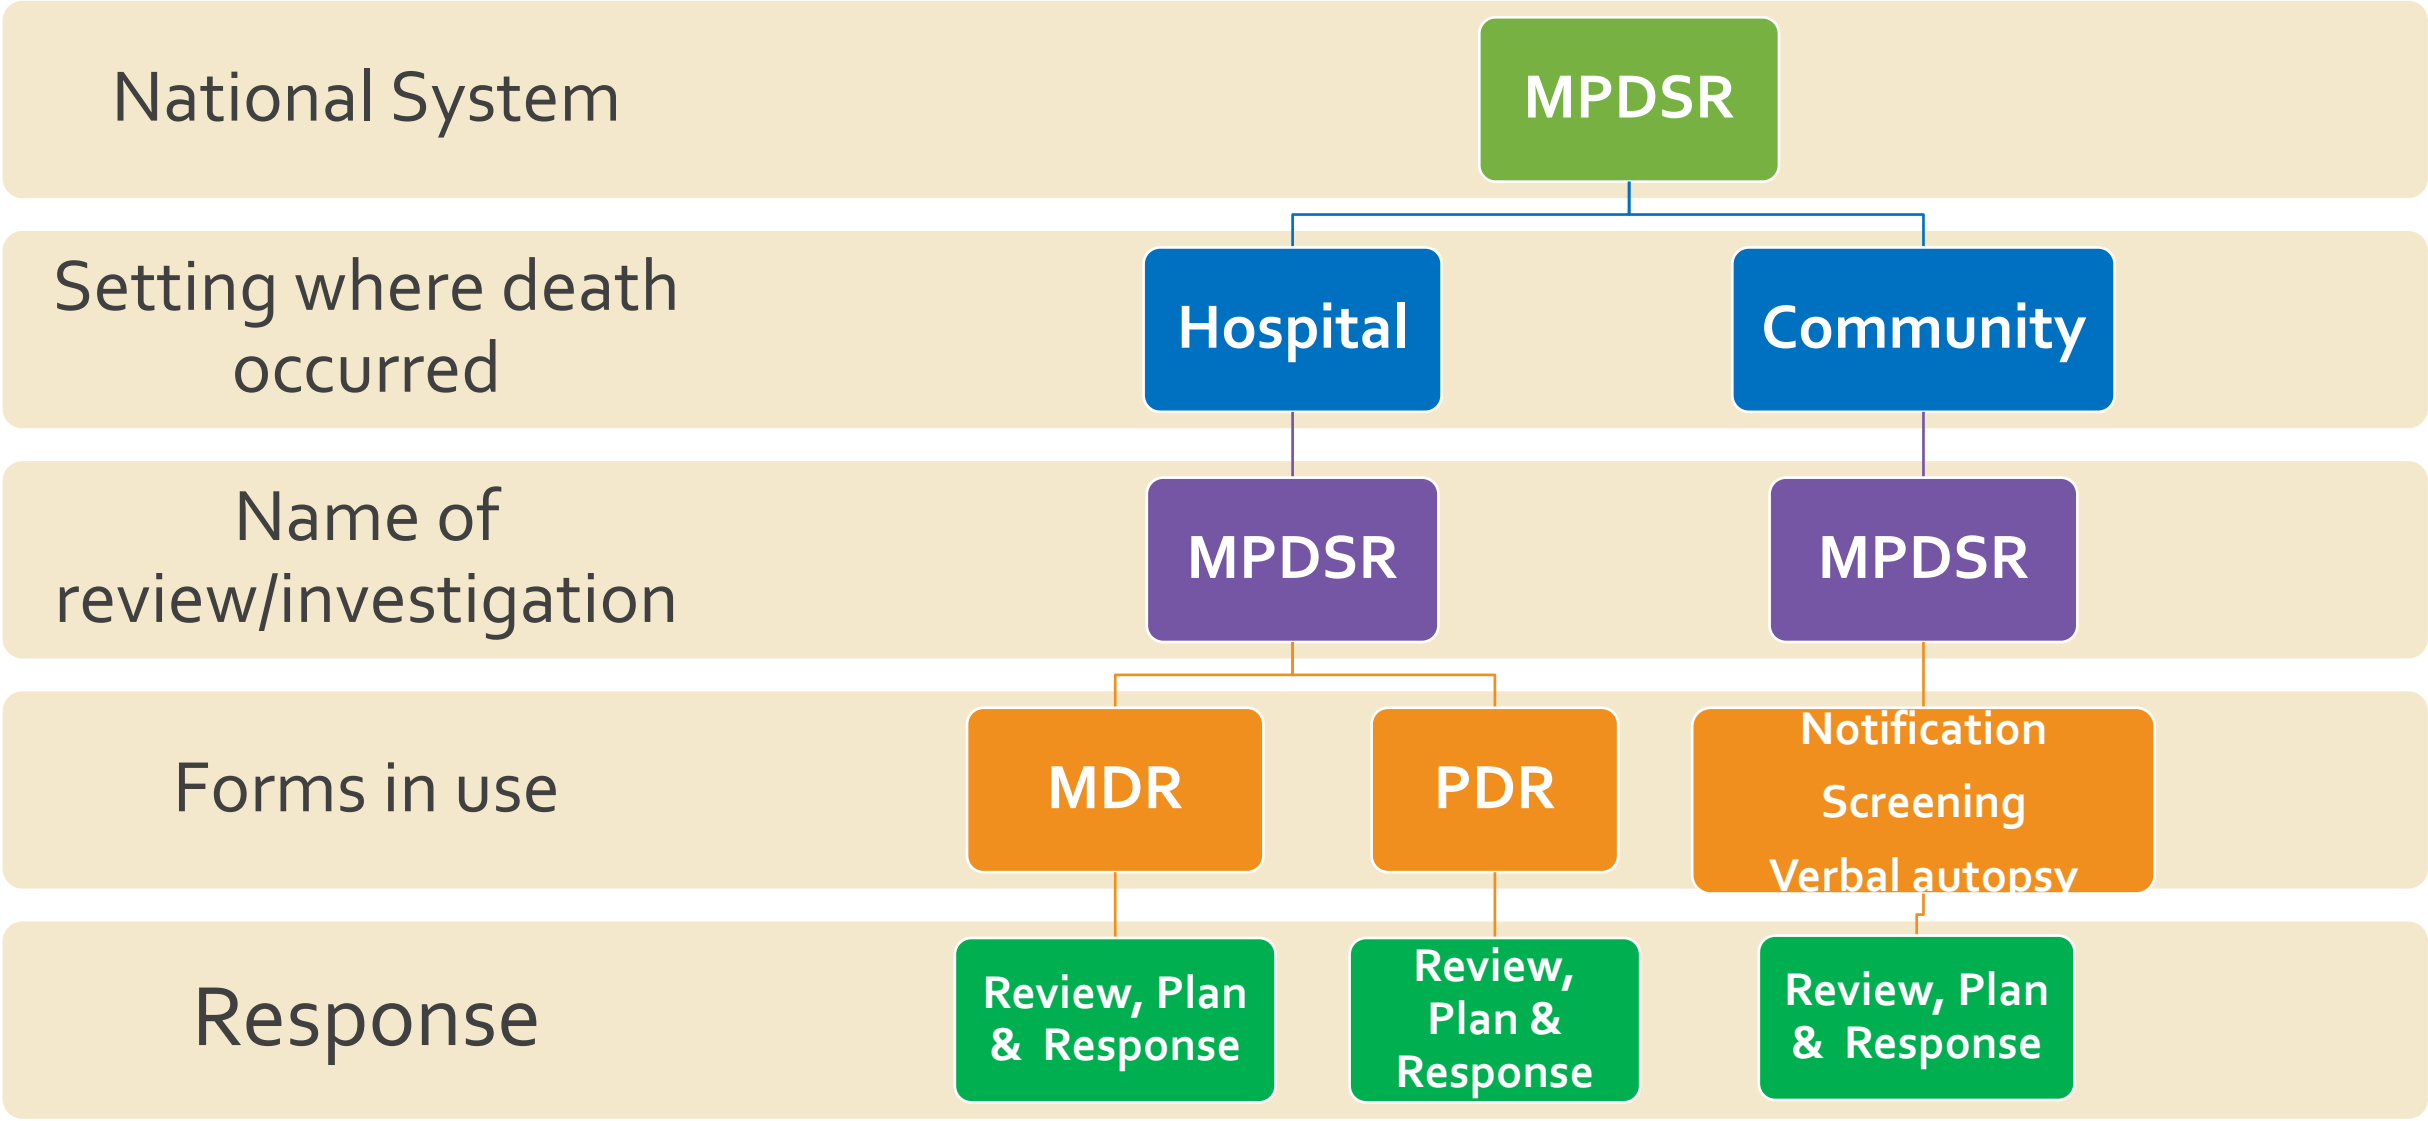 National System
MPDSR
Setting where death
occurred
Hospital
Community
Name of
review/investigation
MPDSR
MPDSR
Forms in use
MDR
PDR
Notification
Screening
Verbal autopsy
Response
Review, Plan
& Response
Review,
Plan &
Response
Review, Plan
& Response